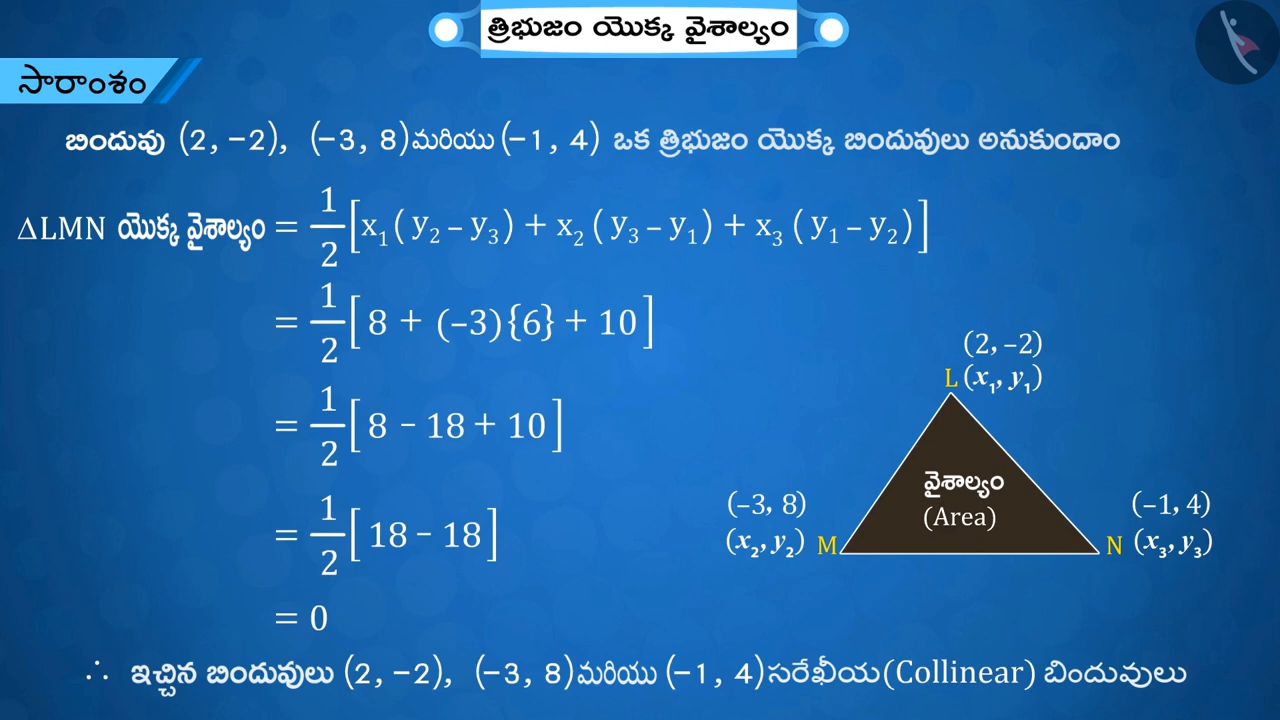 త్రిభుజం యొక్క వైశాల్యం
సారాంశం
బిందువు (2, −2), (−3, 8) మరియు (−1, 4) ఒక త్రిభుజం యొక్క బిందువులు అనుకుందాం
ΔLMN యొక్క వైశాల్యం = 1/2 [x₁ (y₂ – y₃) + x₂ (y₃ – y₁) + x₃ (y₁ – y₂)]
= 1/2 [8 + (–3){6} + 10]
= 1/2 [8 - 18 + 10]
= 1/2 [18 - 18]
= 0
(2, –2)
L (x₁, y₁)
వైశాల్యం
(Area)
(–3, 8)
(x₂, y₂) M
(–1, 4)
N (x₃, y₃)
∴ ఇచ్చిన బిందువులు (2, −2), (−3, 8) మరియు (−1, 4) సరేఖీయ (Collinear) బిందువులు